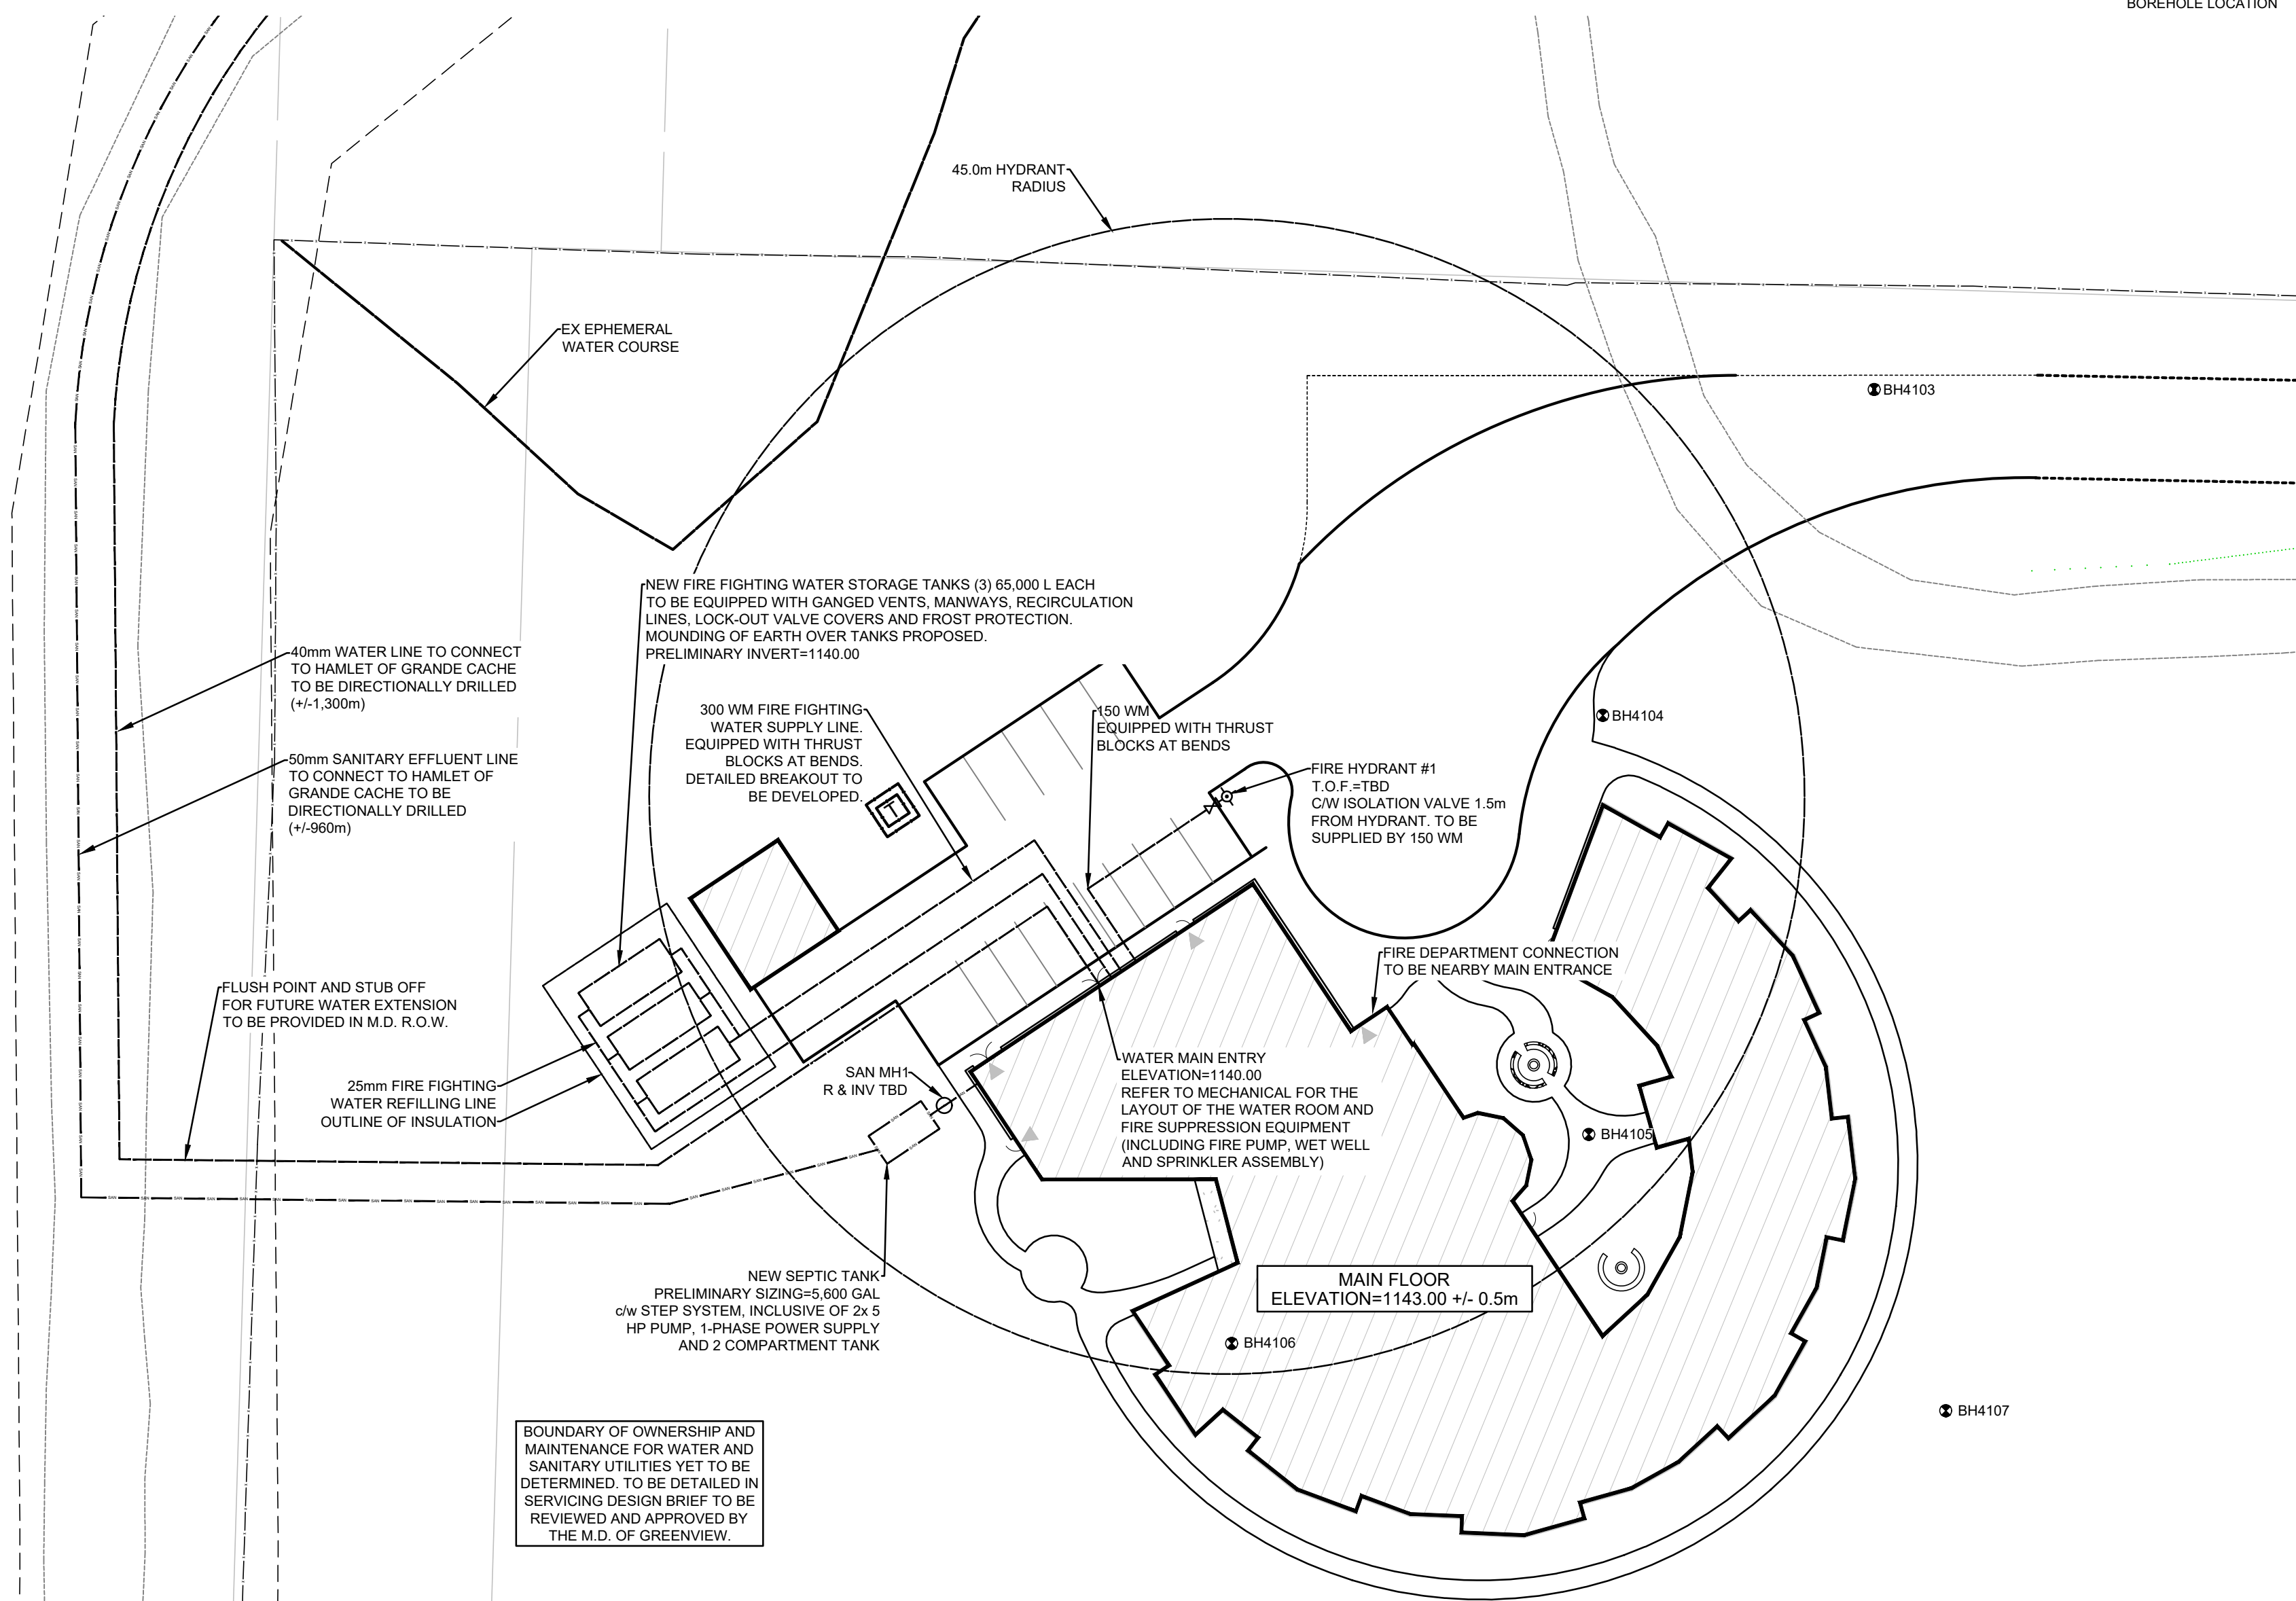 BOREHOLE LOCATION
45.0m HYDRANT
RADIUS
EX EPHEMERAL
WATER COURSE
BH4103
NEW FIRE FIGHTING WATER STORAGE TANKS (3) 65,000 L EACH
TO BE EQUIPPED WITH GANGED VENTS, MANWAYS, RECIRCULATION
LINES, LOCK-OUT VALVE COVERS AND FROST PROTECTION.
MOUNDING OF EARTH OVER TANKS PROPOSED.
PRELIMINARY INVERT=1140.00
40mm WATER LINE TO CONNECT
TO HAMLET OF GRANDE CACHE
TO BE DIRECTIONALLY DRILLED
(+/-1,300m)
300 WM FIRE FIGHTING
WATER SUPPLY LINE.
EQUIPPED WITH THRUST
BLOCKS AT BENDS.
DETAILED BREAKOUT TO
BE DEVELOPED.
T
150 WM
EQUIPPED WITH THRUST
BLOCKS AT BENDS
BH4104
50mm SANITARY EFFLUENT LINE
TO CONNECT TO HAMLET OF
GRANDE CACHE TO BE
DIRECTIONALLY DRILLED
(+/-960m)
FIRE HYDRANT #1
T.O.F.=TBD
C/W ISOLATION VALVE 1.5m
FROM HYDRANT. TO BE
SUPPLIED BY 150 WM
FIRE DEPARTMENT CONNECTION
TO BE NEARBY MAIN ENTRANCE
FLUSH POINT AND STUB OFF
FOR FUTURE WATER EXTENSION
TO BE PROVIDED IN M.D. R.O.W.
25mm FIRE FIGHTING
WATER REFILLING LINE
OUTLINE OF INSULATION
SAN MH1
R & INV TBD
WATER MAIN ENTRY
ELEVATION=1140.00
REFER TO MECHANICAL FOR THE
LAYOUT OF THE WATER ROOM AND
FIRE SUPPRESSION EQUIPMENT
(INCLUDING FIRE PUMP, WET WELL
AND SPRINKLER ASSEMBLY)
BH4105
NEW SEPTIC TANK
PRELIMINARY SIZING=5,600 GAL
c/w STEP SYSTEM, INCLUSIVE OF 2x 5
HP PUMP, 1-PHASE POWER SUPPLY
AND 2 COMPARTMENT TANK
MAIN FLOOR
ELEVATION=1143.00 +/- 0.5m
BH4106
BH4107
BOUNDARY OF OWNERSHIP AND
MAINTENANCE FOR WATER AND
SANITARY UTILITIES YET TO BE
DETERMINED. TO BE DETAILED IN
SERVICING DESIGN BRIEF TO BE
REVIEWED AND APPROVED BY
THE M.D. OF GREENVIEW.